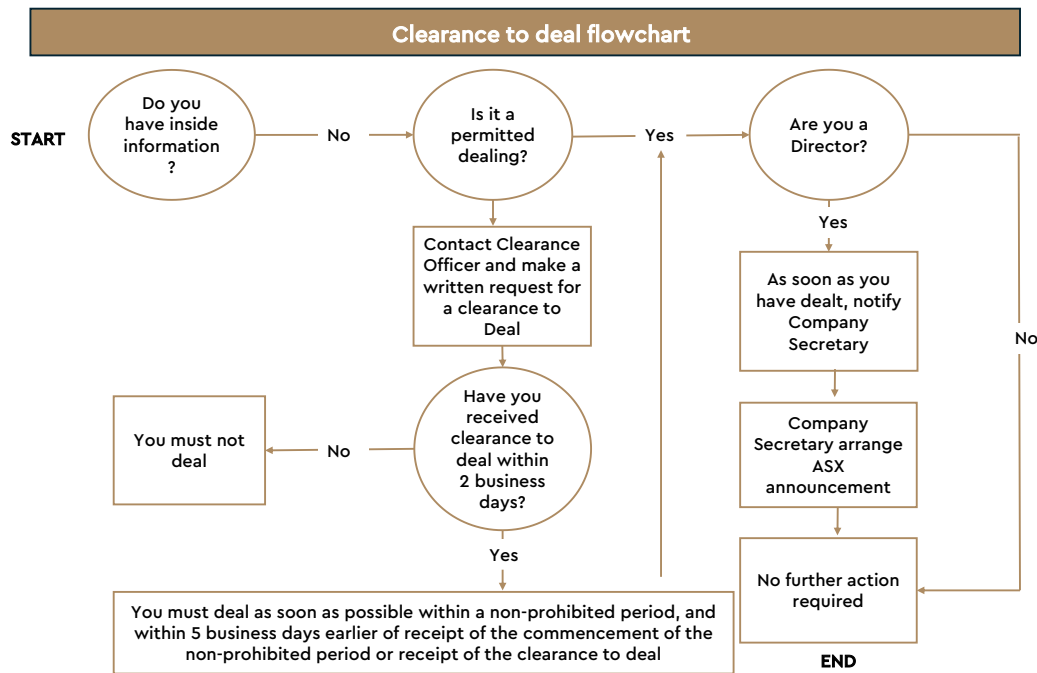 Clearance to deal flowchart
START
Do you
have inside
information
?
No
Is it a
permitted
dealing?
Yes
Are you a
Director?
Yes
No
Contact Clearance
Officer and make a
written request for
a clearance to
Deal
As soon as you
have dealt, notify
Company
Secretary
Have you
received
clearance to
deal within
2 business
days?
No
You must not
deal
Company
Secretary arrange
ASX
announcement
Yes
You must deal as soon as possible within a non-prohibited period, and
within 5 business days earlier of receipt of the commencement of the
non-prohibited period or receipt of the clearance to deal
No further action
required
END